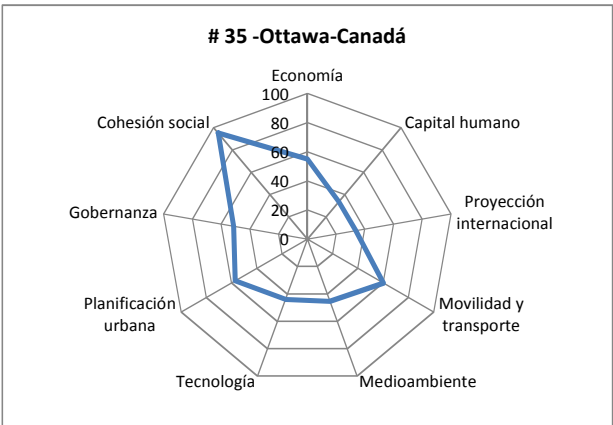 # 35 -Ottawa-Canadá
Economía
100
80
60
40
20
0
Capital humano
Proyección
internacional
Movilidad y
transporte
Medioambiente
Tecnología
Planificación
urbana
Gobernanza
Cohesión social